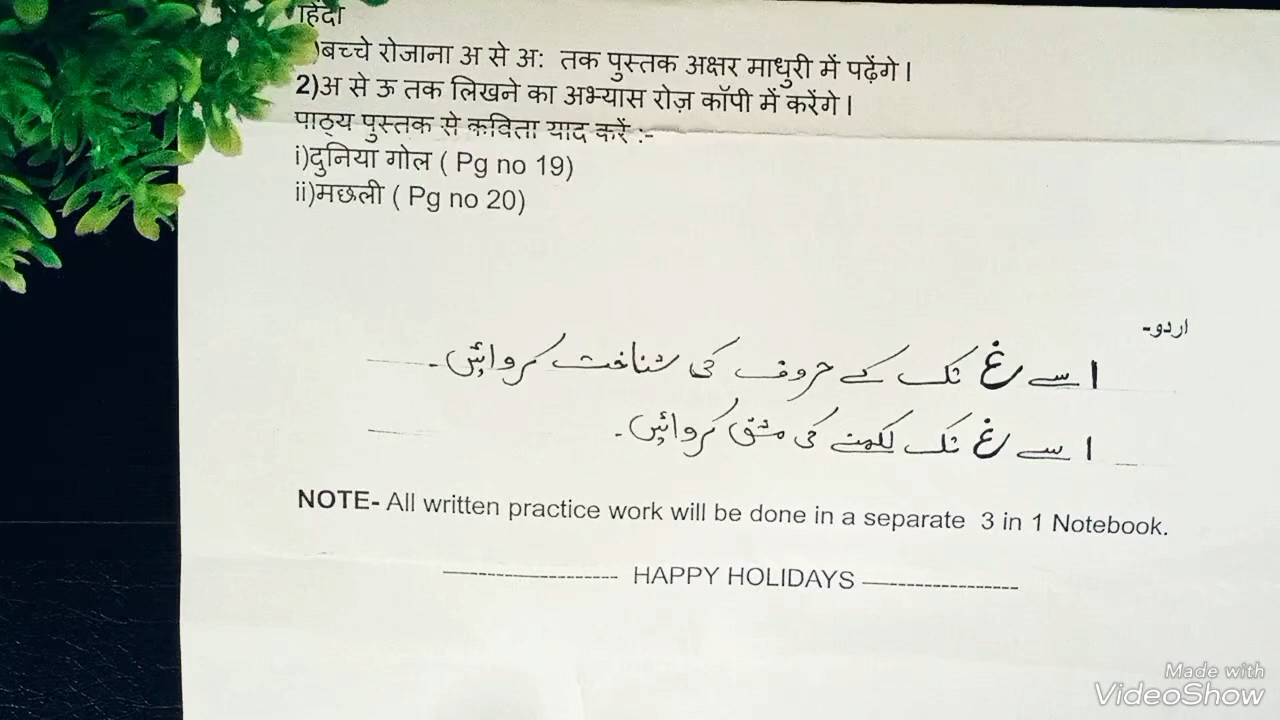 हिंदी
)बच्चे रोजाना अ से अः तक पुस्तक अक्षर माधुरी में पढ़ेंगे।
2)अ से ऊ तक लिखने का अभ्यास रोज़ कॉपी में करेंगे।
पाठ्य पुस्तक से कविता याद करें :-
i)दुनिया गोल ( Pg no 19)
ii)मछली ( Pg no 20)
اردو-
ا سے غ تک کے حروف کی شناخت کروائیں۔
ا سے غ تک لکھنے کی مشق کروائیں۔
NOTE- All written practice work will be done in a separate 3 in 1 Notebook.
------------------- HAPPY HOLIDAYS -------------------
Made with
VideoShow